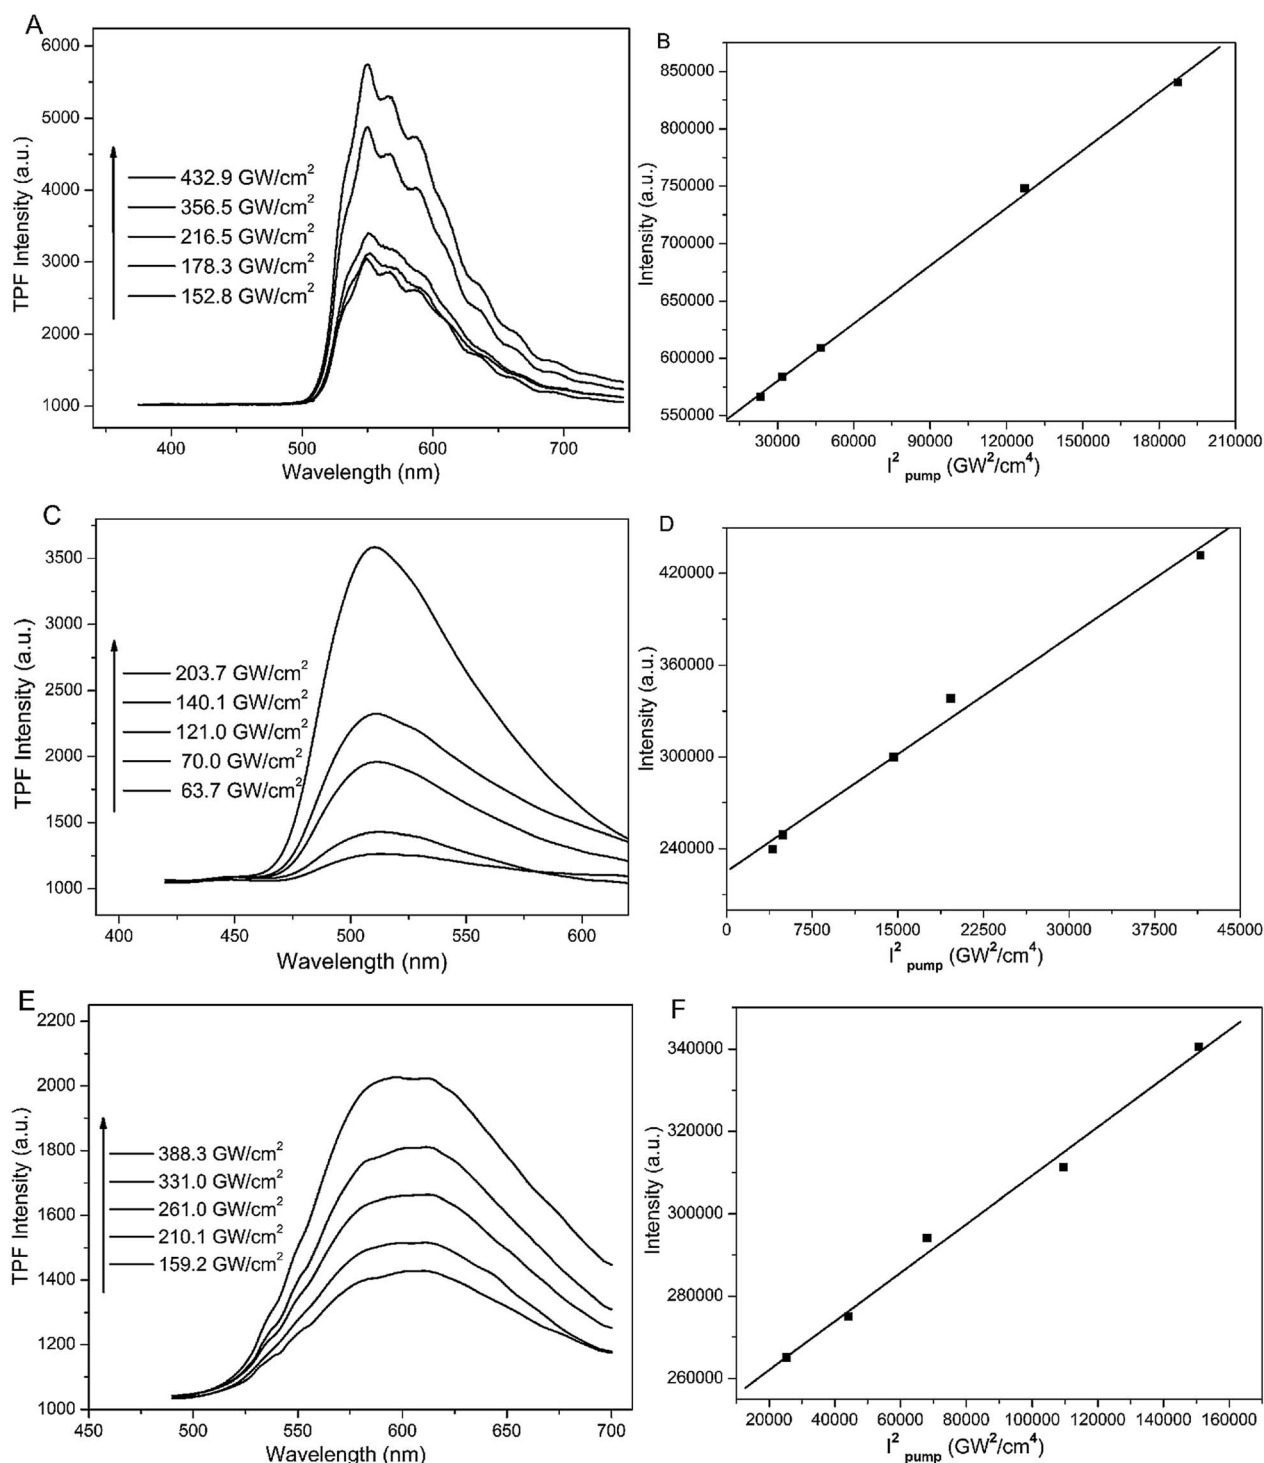 A
6000
5000
4000
3000
2000
1000
TPF Intensity (a.u.)
432.9 GW/cm²
356.5 GW/cm²
216.5 GW/cm²
178.3 GW/cm²
152.8 GW/cm²
400 500 600 700
Wavelength (nm)
B
850000
800000
750000
700000
650000
600000
550000
Intensity (a.u.)
30000 60000 90000 120000 150000 180000 210000
I²pump (GW²/cm⁴)
C
3500
3000
2500
2000
1500
1000
TPF Intensity (a.u.)
203.7 GW/cm²
140.1 GW/cm²
121.0 GW/cm²
70.0 GW/cm²
63.7 GW/cm²
400 450 500 550 600
Wavelength (nm)
D
420000
360000
300000
240000
Intensity (a.u.)
0 7500 15000 22500 30000 37500 45000
I²pump (GW²/cm⁴)
E
2200
2000
1800
1600
1400
1200
1000
TPF Intensity (a.u.)
388.3 GW/cm²
331.0 GW/cm²
261.0 GW/cm²
210.1 GW/cm²
159.2 GW/cm²
450 500 550 600 650 700
Wavelength (nm)
F
340000
320000
300000
280000
260000
Intensity (a.u.)
20000 40000 60000 80000 100000 120000 140000 160000
I²pump (GW²/cm⁴)